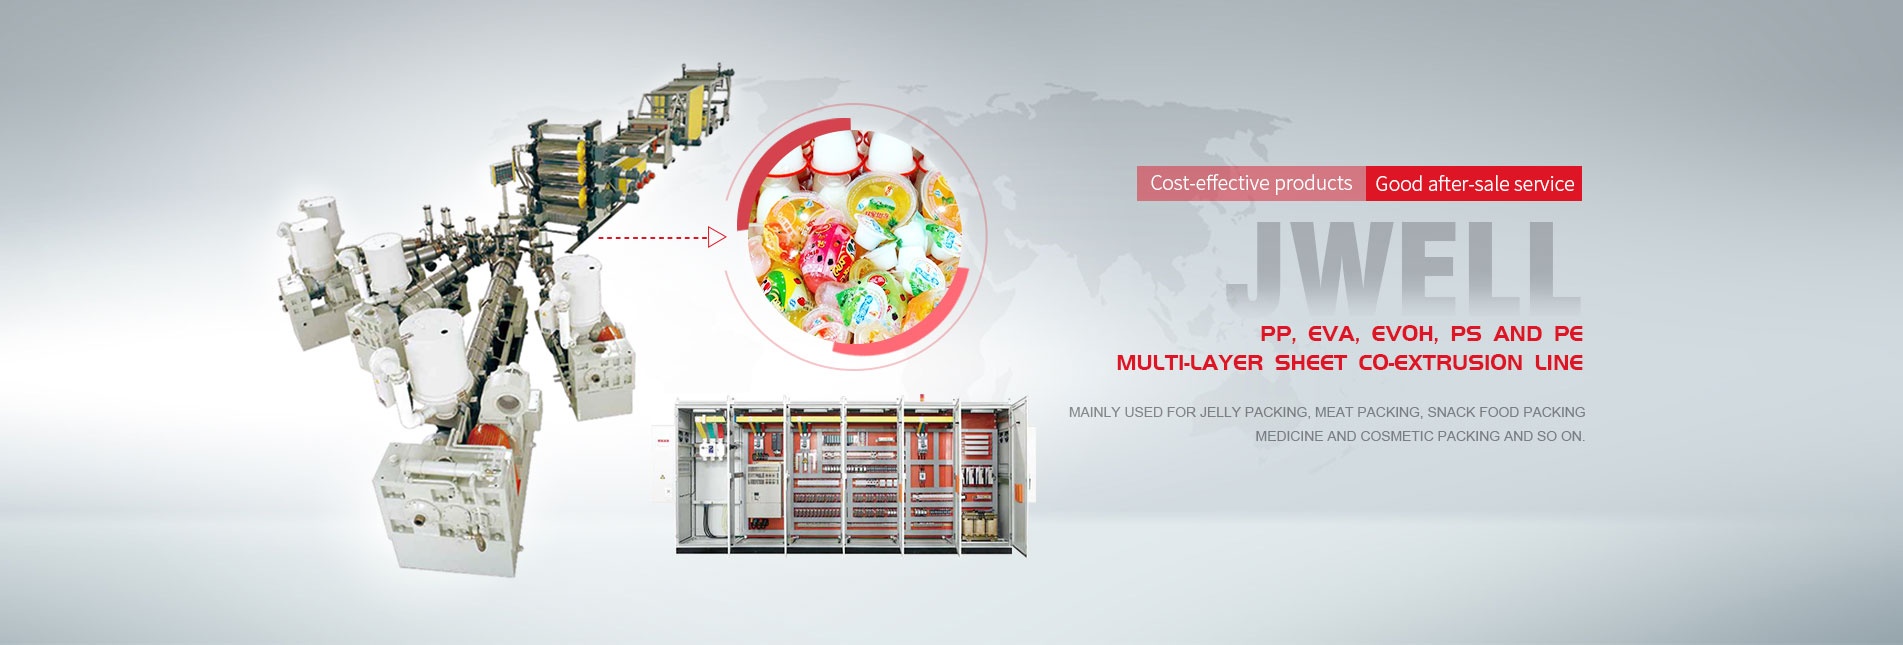 Cost-effective products Good after-sale service
JWELL
PP, EVA, EVOH, PS AND PE
MULTI-LAYER SHEET CO-EXTRUSION LINE
MAINLY USED FOR JELLY PACKING, MEAT PACKING, SNACK FOOD PACKING
MEDICINE AND COSMETIC PACKING AND SO ON.